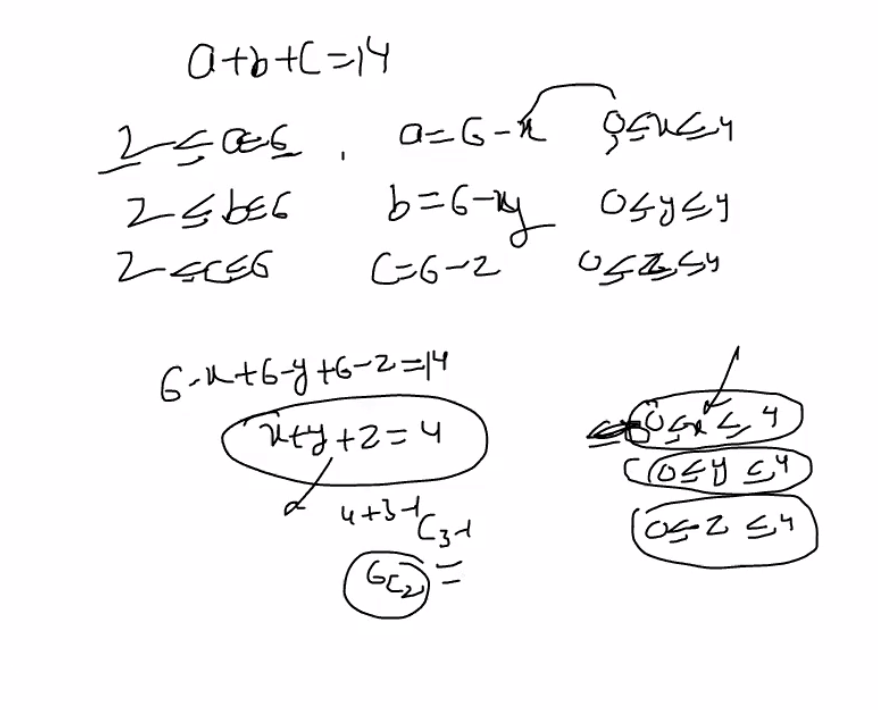 a+b+c=14
2≤a≤6, a=6-x 0≤x≤4
2≤b≤6 b=6-y 0≤y≤4
2≤c≤6 c=6-z 0≤z≤4
6-x+6-y+6-z=14
x+y+z=4 0≤x≤4
0≤y≤4
4+3-1C3-1 0≤z≤4
6C2 =